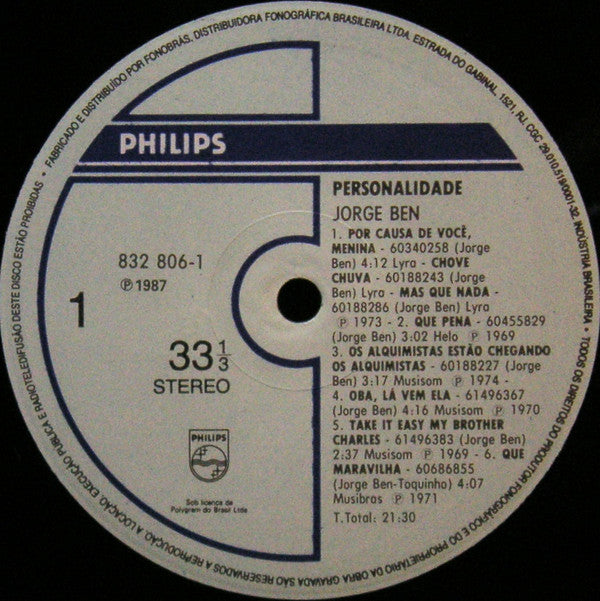 • FABRICADO E DISTRIBUÍDO POR FONOBRÁS. DISTRIBUIDORA FONOGRÁFICA BRASILEIRA LTDA. ESTRADA DO GABINAL, 1521, RJ. CGC 29.010.519/0001-32. INDÚSTRIA BRASILEIRA • TODOS OS DIREITOS DO PRODUTOR FONOGRÁFICO E DO PROPRIETÁRIO DA OBRA GRAVADA SÃO RESERVADOS A REPRODUÇÃO, A LOCAÇÃO, EXECUÇÃO PÚBLICA E RADIOTELEDIFUSÃO DESTE DISCO ESTÃO PROIBIDAS
PHILIPS
832 806-1
℗ 1987
1
33 1/3
STEREO
PHILIPS
Sob licença de
Polygram do Brasil Ltda
PERSONALIDADE
JORGE BEN
1. POR CAUSA DE VOCÊ,
MENINA - 60340258 (Jorge
Ben) 4:12 Lyra - CHOVE
CHUVA - 60188243 (Jorge
Ben) Lyra - MAS QUE NADA -
60188286 (Jorge Ben) Lyra
℗ 1973 - 2. QUE PENA - 60455829
(Jorge Ben) 3:02 Helo ℗ 1969
3. OS ALQUIMISTAS ESTÃO CHEGANDO
OS ALQUIMISTAS - 60188227 (Jorge
Ben) 3:17 Musisom ℗ 1974 -
4. OBA, LÁ VEM ELA - 61496367
(Jorge Ben) 4:16 Musisom ℗ 1970
5. TAKE IT EASY MY BROTHER
CHARLES - 61496383 (Jorge Ben)
2:37 Musisom ℗ 1969 - 6. QUE
MARAVILHA - 60686855
(Jorge Ben-Toquinho) 4:07
Musibras ℗ 1971
T.Total: 21:30